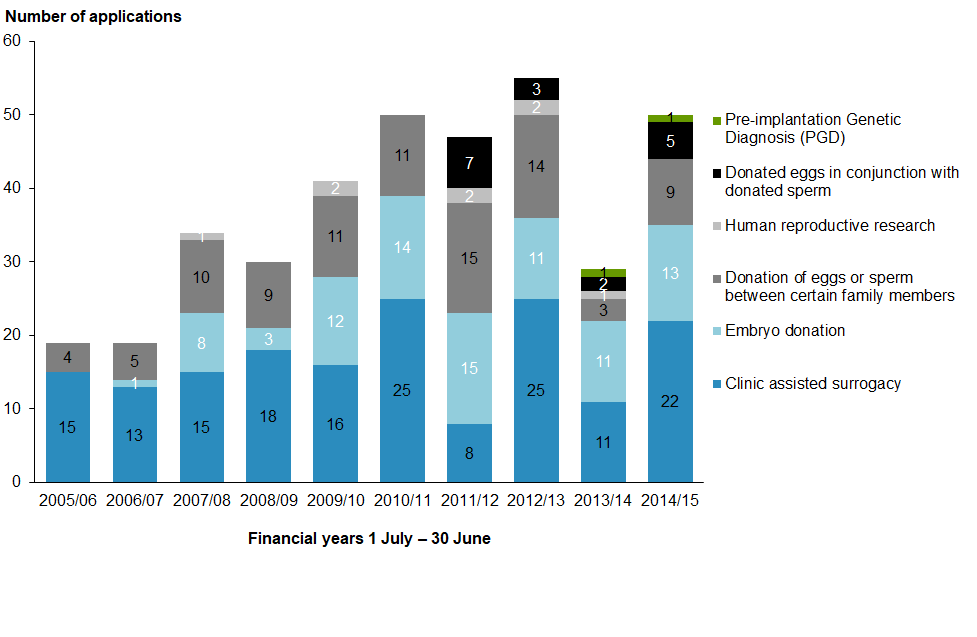 Number of applications
60
50
40
30
20
10
0
15 4
13 1 5
15 8 10 1
18 3 9
16 12 11 2
25 14 11
8 15 15 2 7
25 11 14 2 3
11 11 3 1 2 1
22 13 9 5 1
2005/06 2006/07 2007/08 2008/09 2009/10 2010/11 2011/12 2012/13 2013/14 2014/15
Financial years 1 July – 30 June
Pre-implantation Genetic
Diagnosis (PGD)
Donated eggs in conjunction with
donated sperm
Human reproductive research
Donation of eggs or sperm
between certain family members
Embryo donation
Clinic assisted surrogacy